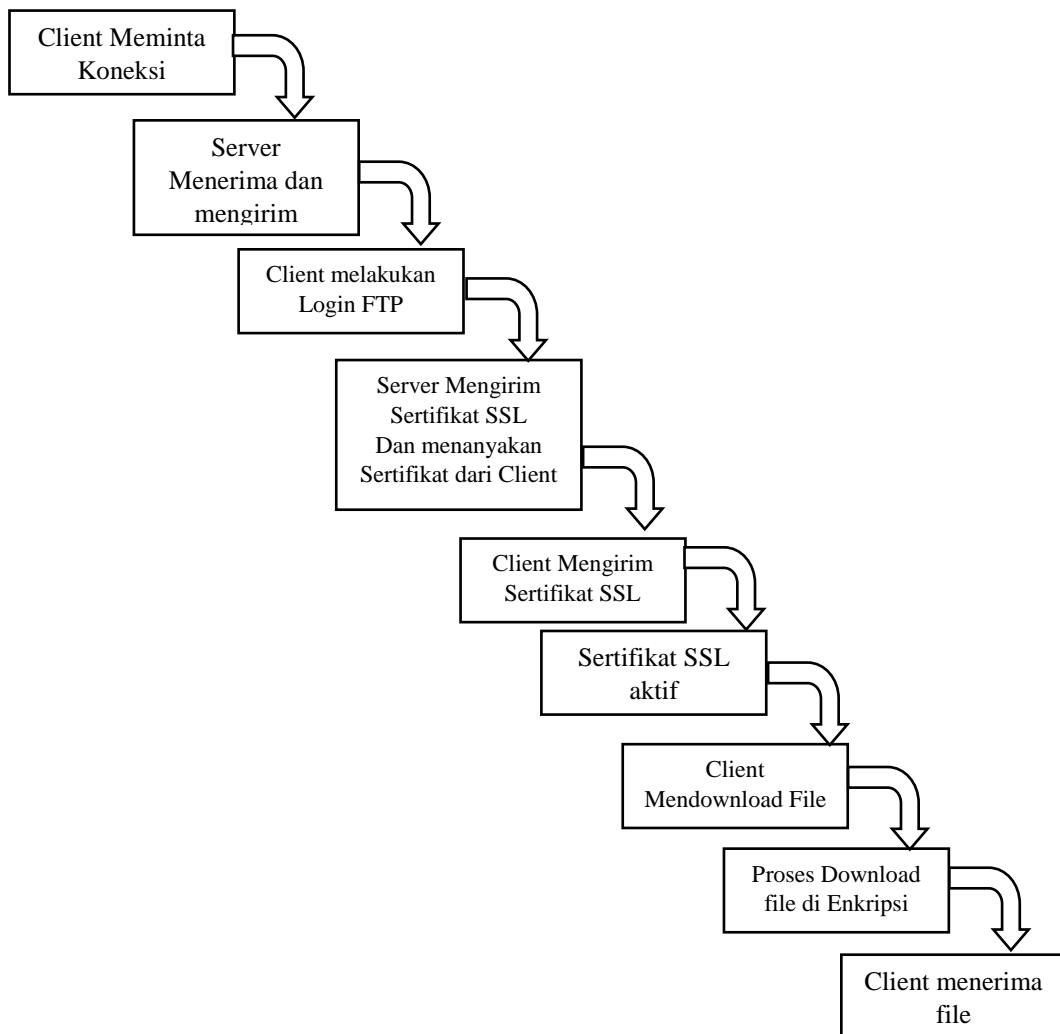 Client Meminta
Koneksi
Server
Menerima dan
mengirim
Client melakukan
Login FTP
Server Mengirim
Sertifikat SSL
Dan menanyakan
Sertifikat dari Client
Client Mengirim
Sertifikat SSL
Sertifikat SSL
aktif
Client
Mendownload File
Proses Download
file di Enkripsi
Client menerima
file